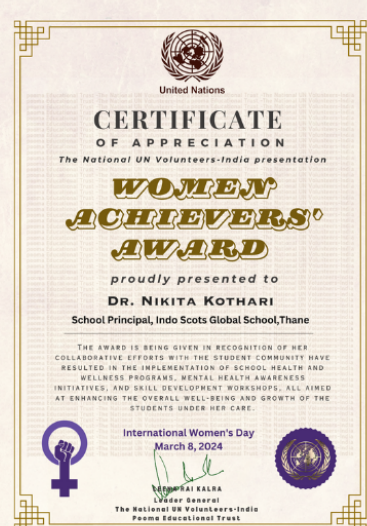 United Nations
CERTIFICATE
OF APPRECIATION
The National UN Volunteers-India presentation
WOMEN
ACHIEVERS'
AWARD
proudly presented to
DR. NIKITA KOTHARI
School Principal, Indo Scots Global School,Thane
THE AWARD IS BEING GIVEN IN RECOGNITION OF HER
COLLABORATIVE EFFORTS WITH THE STUDENT COMMUNITY HAVE
RESULTED IN THE IMPLEMENTATION OF SCHOOL HEALTH AND
WELLNESS PROGRAMS, MENTAL HEALTH AWARENESS
INITIATIVES, AND SKILL DEVELOPMENT WORKSHOPS, ALL AIMED
AT ENHANCING THE OVERALL WELL-BEING AND GROWTH OF THE
STUDENTS UNDER HER CARE.
International Women's Day
March 8, 2024
RAI KALRA
Leader General
The National UN Volunteers-India
Pooma Educational Trust